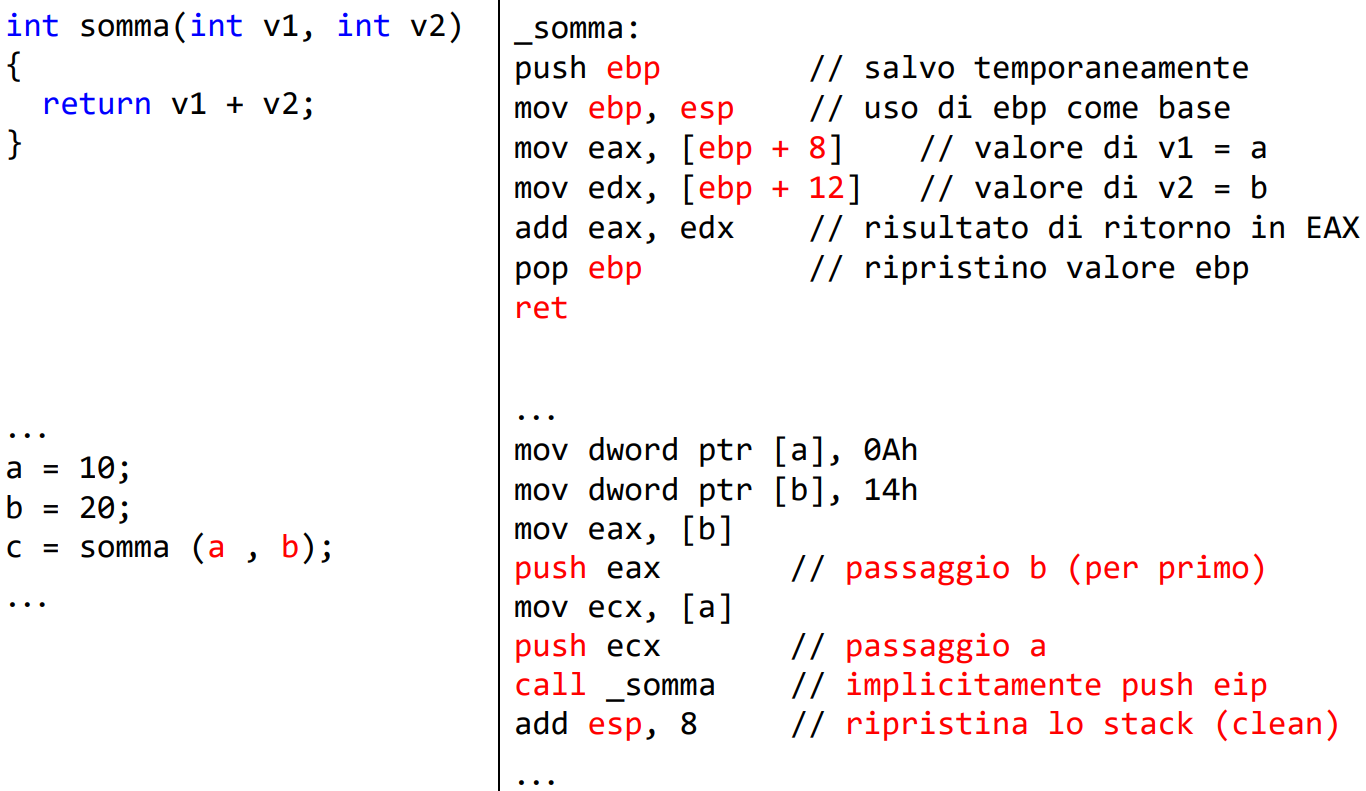 int somma(int v1, int v2)
{
  return v1 + v2;
}
...
a = 10;
b = 20;
c = somma (a , b);
...
_somma:
push ebp        // salvo temporaneamente
mov ebp, esp    // uso di ebp come base
mov eax, [ebp + 8]    // valore di v1 = a
mov edx, [ebp + 12]   // valore di v2 = b
add eax, edx    // risultato di ritorno in EAX
pop ebp         // ripristino valore ebp
ret
...
mov dword ptr [a], 0Ah
mov dword ptr [b], 14h
mov eax, [b]
push eax       // passaggio b (per primo)
mov ecx, [a]
push ecx       // passaggio a
call _somma    // implicitamente push eip
add esp, 8     // ripristina lo stack (clean)
...